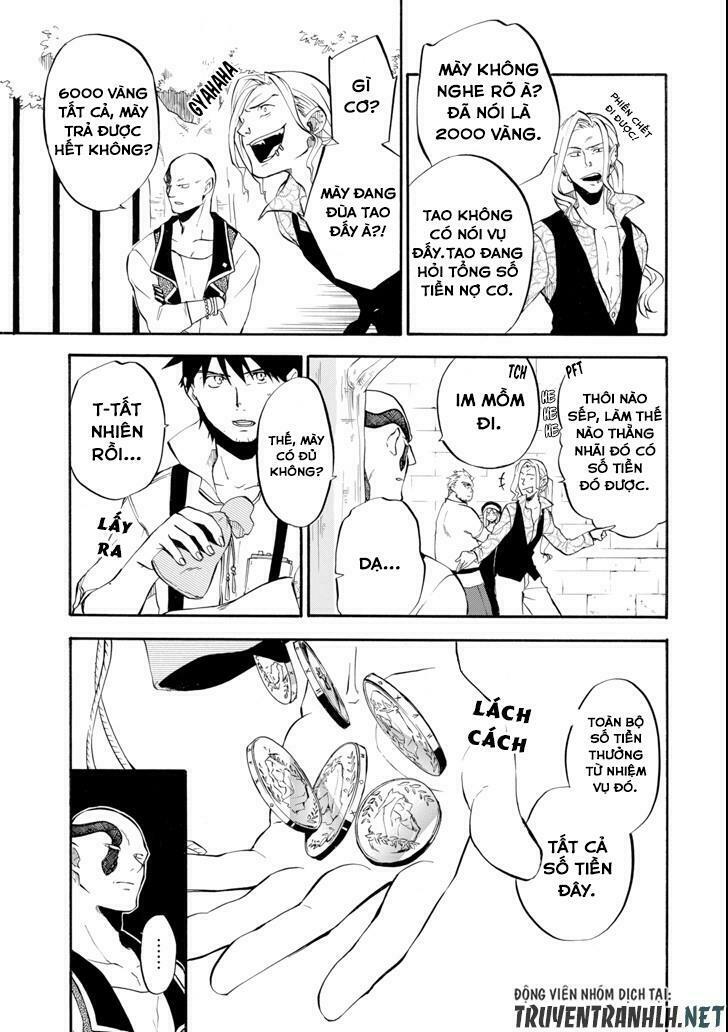 MÀY KHÔNG
NGHE RÕ À?
ĐÃ NÓI LÀ
2000 VÀNG.
PHIỀN CHẾT
ĐI ĐƯỢC!
TAO KHÔNG
CÓ NÓI VỤ
ĐẤY.TAO ĐANG
HỎI TỔNG SỐ
TIỀN NỢ CƠ.
GÌ
CƠ?
MÀY ĐANG
ĐÙA TAO
ĐẤY À?!
GYAHAHA
6000 VÀNG
TẤT CẢ, MÀY
TRẢ ĐƯỢC
HẾT KHÔNG?
PFT
HE
HE
HE
THÔI NÀO
SẾP, LÀM THẾ
NÀO THẰNG
NHÃI ĐÓ CÓ
SỐ TIỀN
ĐÓ ĐƯỢC.
TCH
IM MỒM
ĐI.
DẠ...
THẾ, MÀY
CÓ ĐỦ
KHÔNG?
T-TẤT
NHIÊN
RỒI...
LẤY
RA
TOÀN BỘ
SỐ TIỀN
THƯỞNG
TỪ NHIỆM
VỤ ĐÓ.
TẤT CẢ
SỐ TIỀN
ĐÂY.
LÁCH
CÁCH
......
ĐỘNG VIÊN NHÓM DỊCH TẠI:
TRUYENTRANHLH.NET